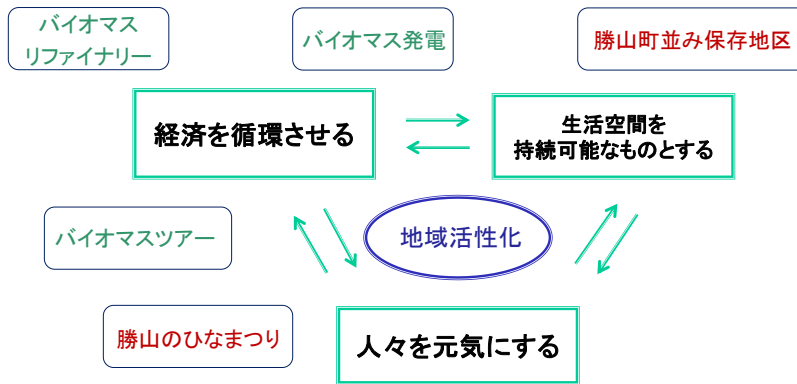 バイオマス
リファイナリー
バイオマス発電
勝山町並み保存地区
経済を循環させる
生活空間を
持続可能なものとする
バイオマスツアー
地域活性化
勝山のひなまつり
人々を元気にする